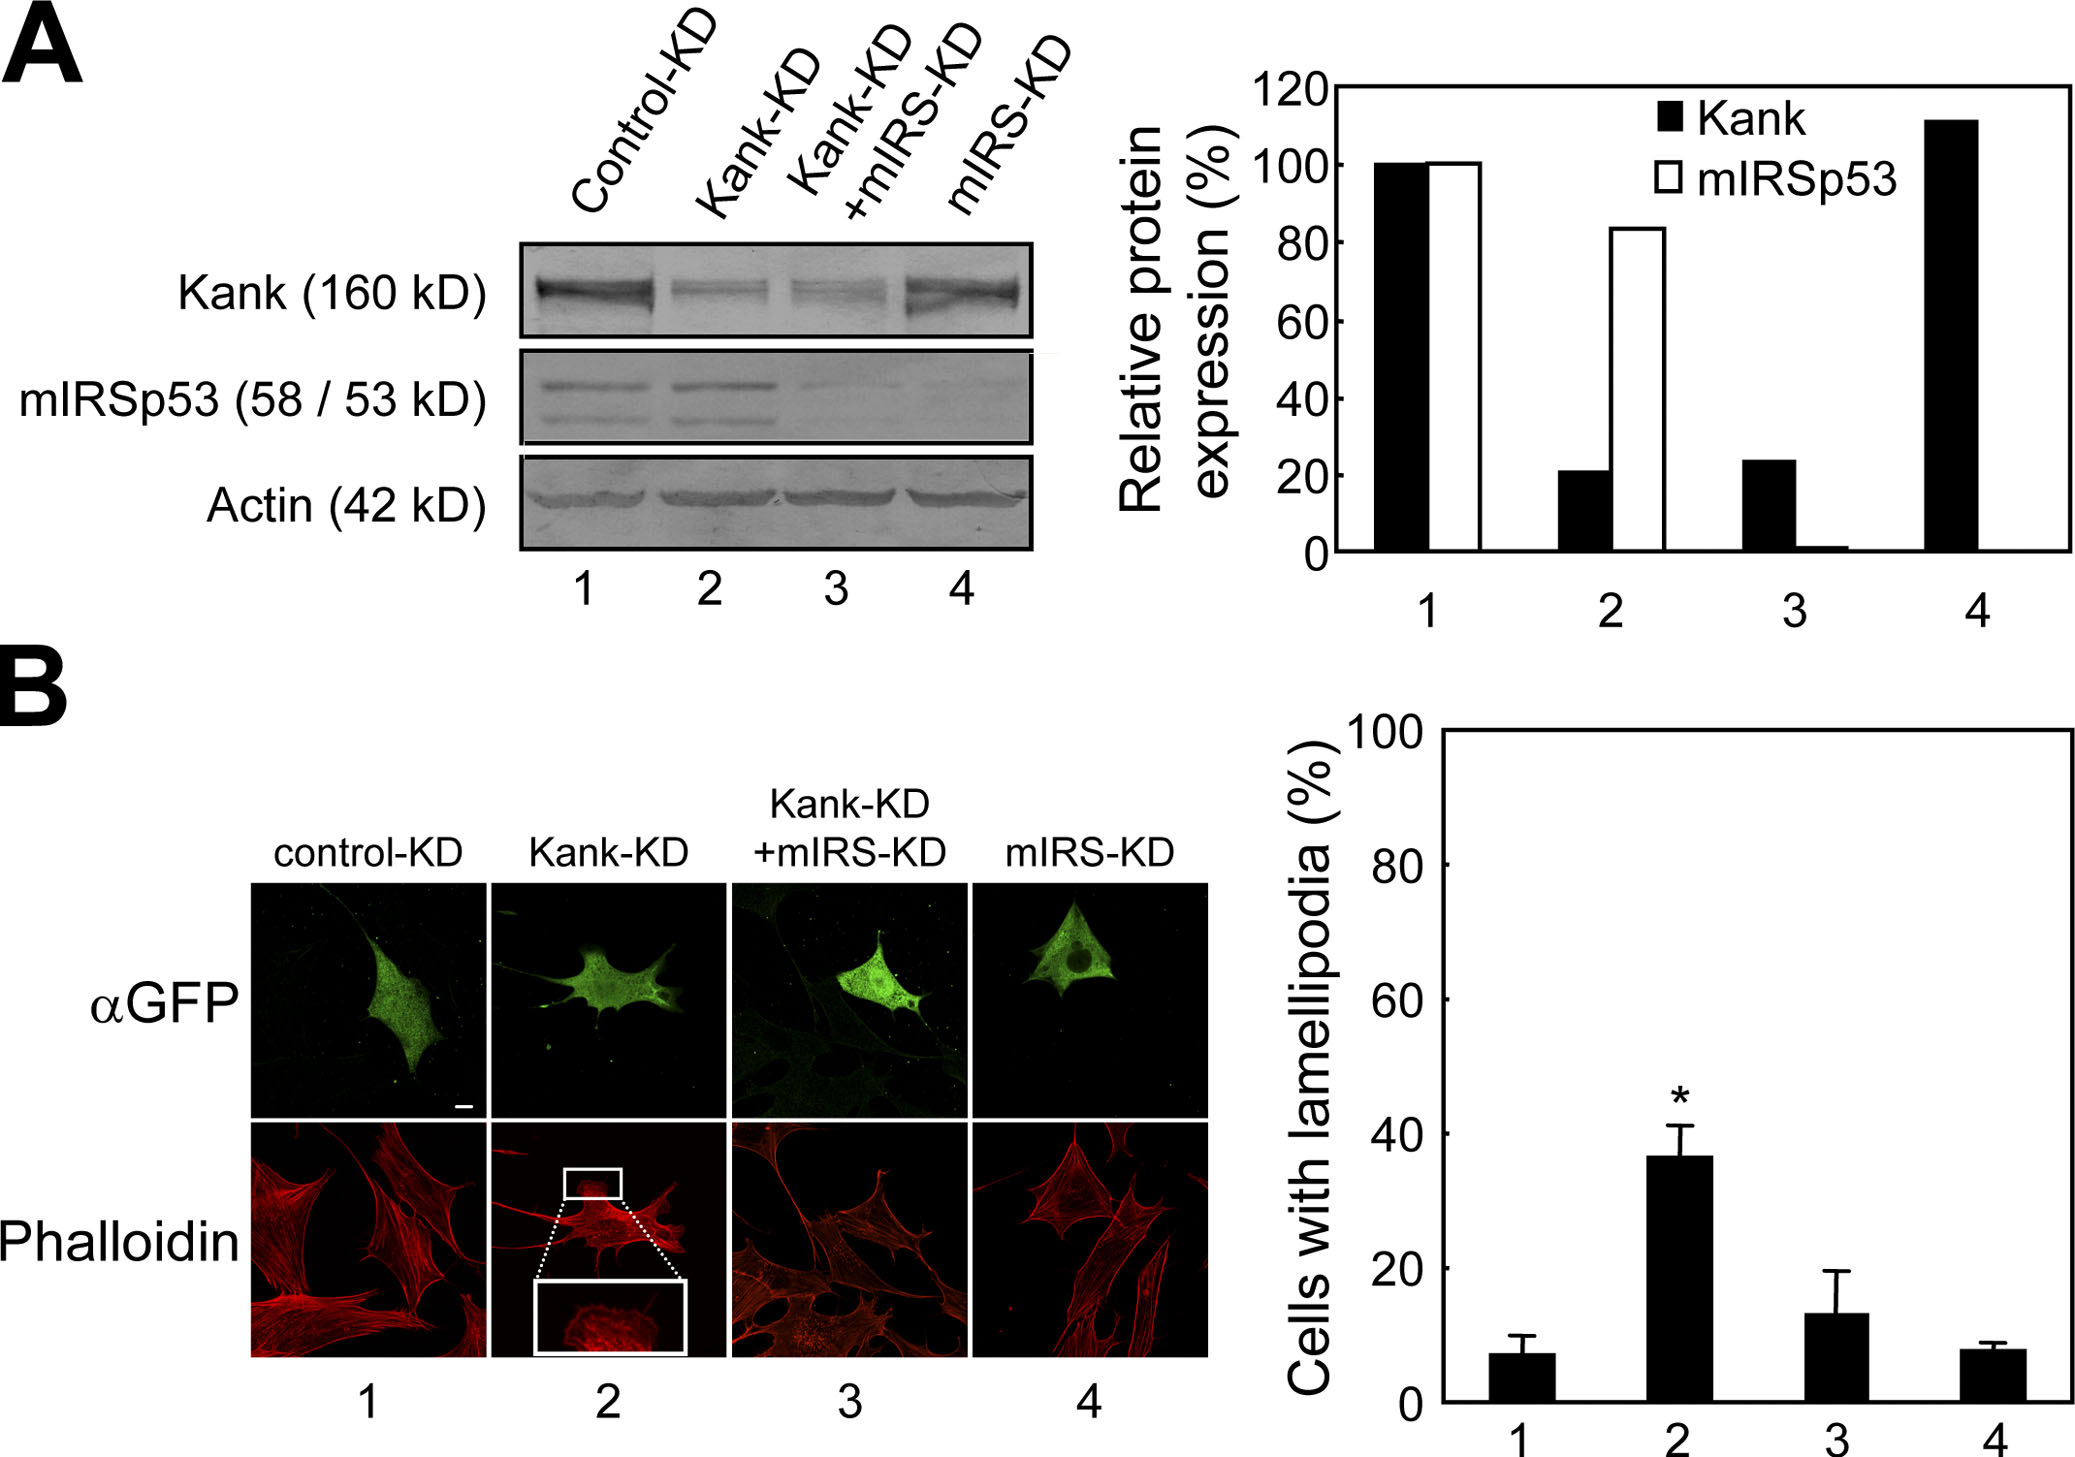 A
Control-KD
Kank-KD
Kank-KD
+mIRS-KD
mIRS-KD
Kank (160 kD)
mIRSp53 (58 / 53 kD)
Actin (42 kD)
1 2 3 4
Relative protein
expression (%)
120
100
80
60
40
20
0
Kank
mIRSp53
1 2 3 4
B
control-KD
Kank-KD
Kank-KD
+mIRS-KD
mIRS-KD
αGFP
Phalloidin
1 2 3 4
Cells with lamellipodia (%)
100
80
60
40
20
0
*
1 2 3 4